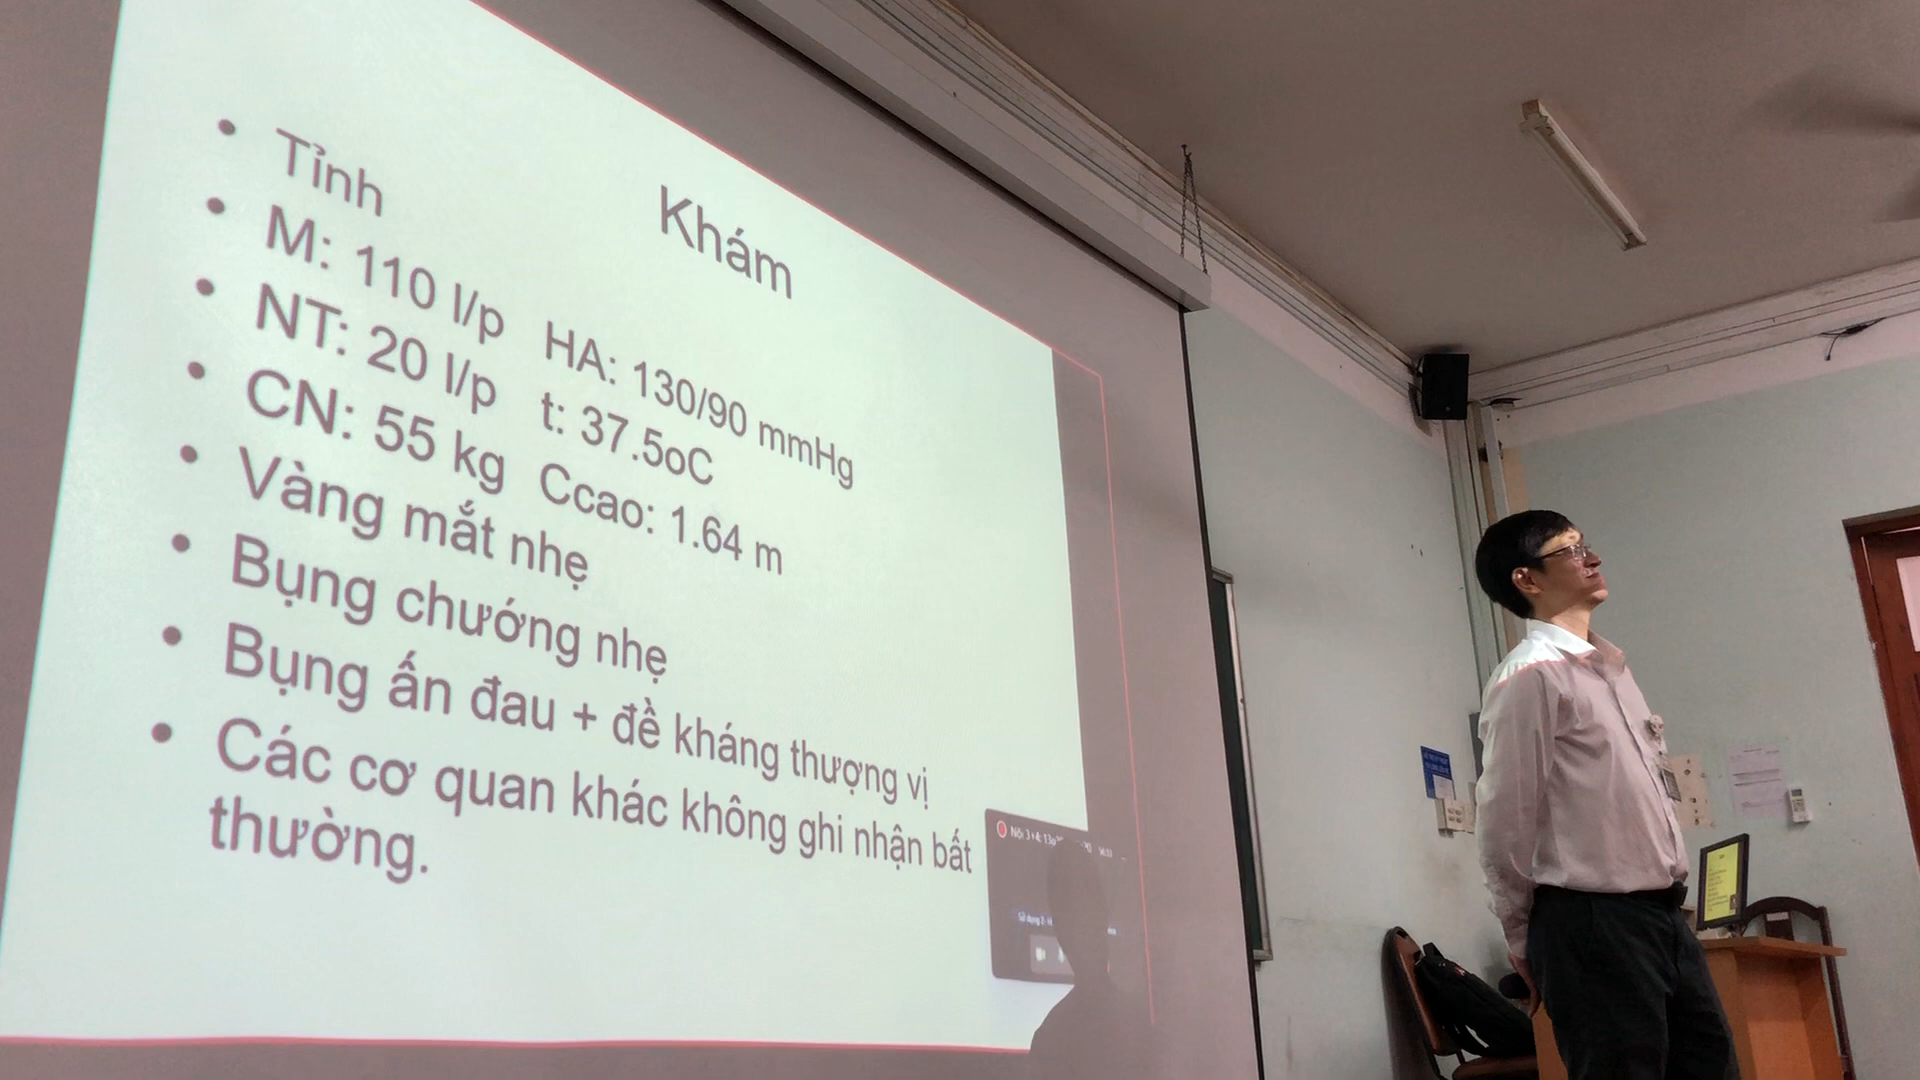 Khám
• Tỉnh
• M: 110 l/p HA: 130/90 mmHg
• NT: 20 l/p t: 37.5oC
• CN: 55 kg Ccao: 1.64 m
• Vàng mắt nhẹ
• Bụng chướng nhẹ
• Bụng ấn đau + đề kháng thượng vị
• Các cơ quan khác không ghi nhận bất
thường.